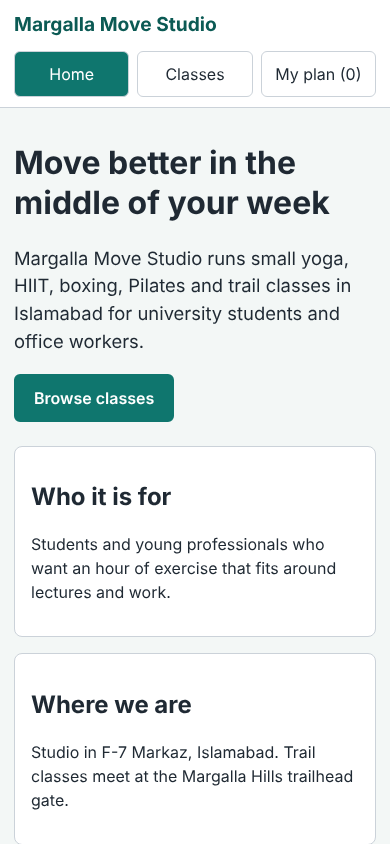 Margalla Move Studio
Home
Classes
My plan (0)
Move better in the
middle of your week
Margalla Move Studio runs small yoga,
HIIT, boxing, Pilates and trail classes in
Islamabad for university students and
office workers.
Browse classes
Who it is for
Students and young professionals who
want an hour of exercise that fits around
lectures and work.
Where we are
Studio in F-7 Markaz, Islamabad. Trail
classes meet at the Margalla Hills trailhead
gate.